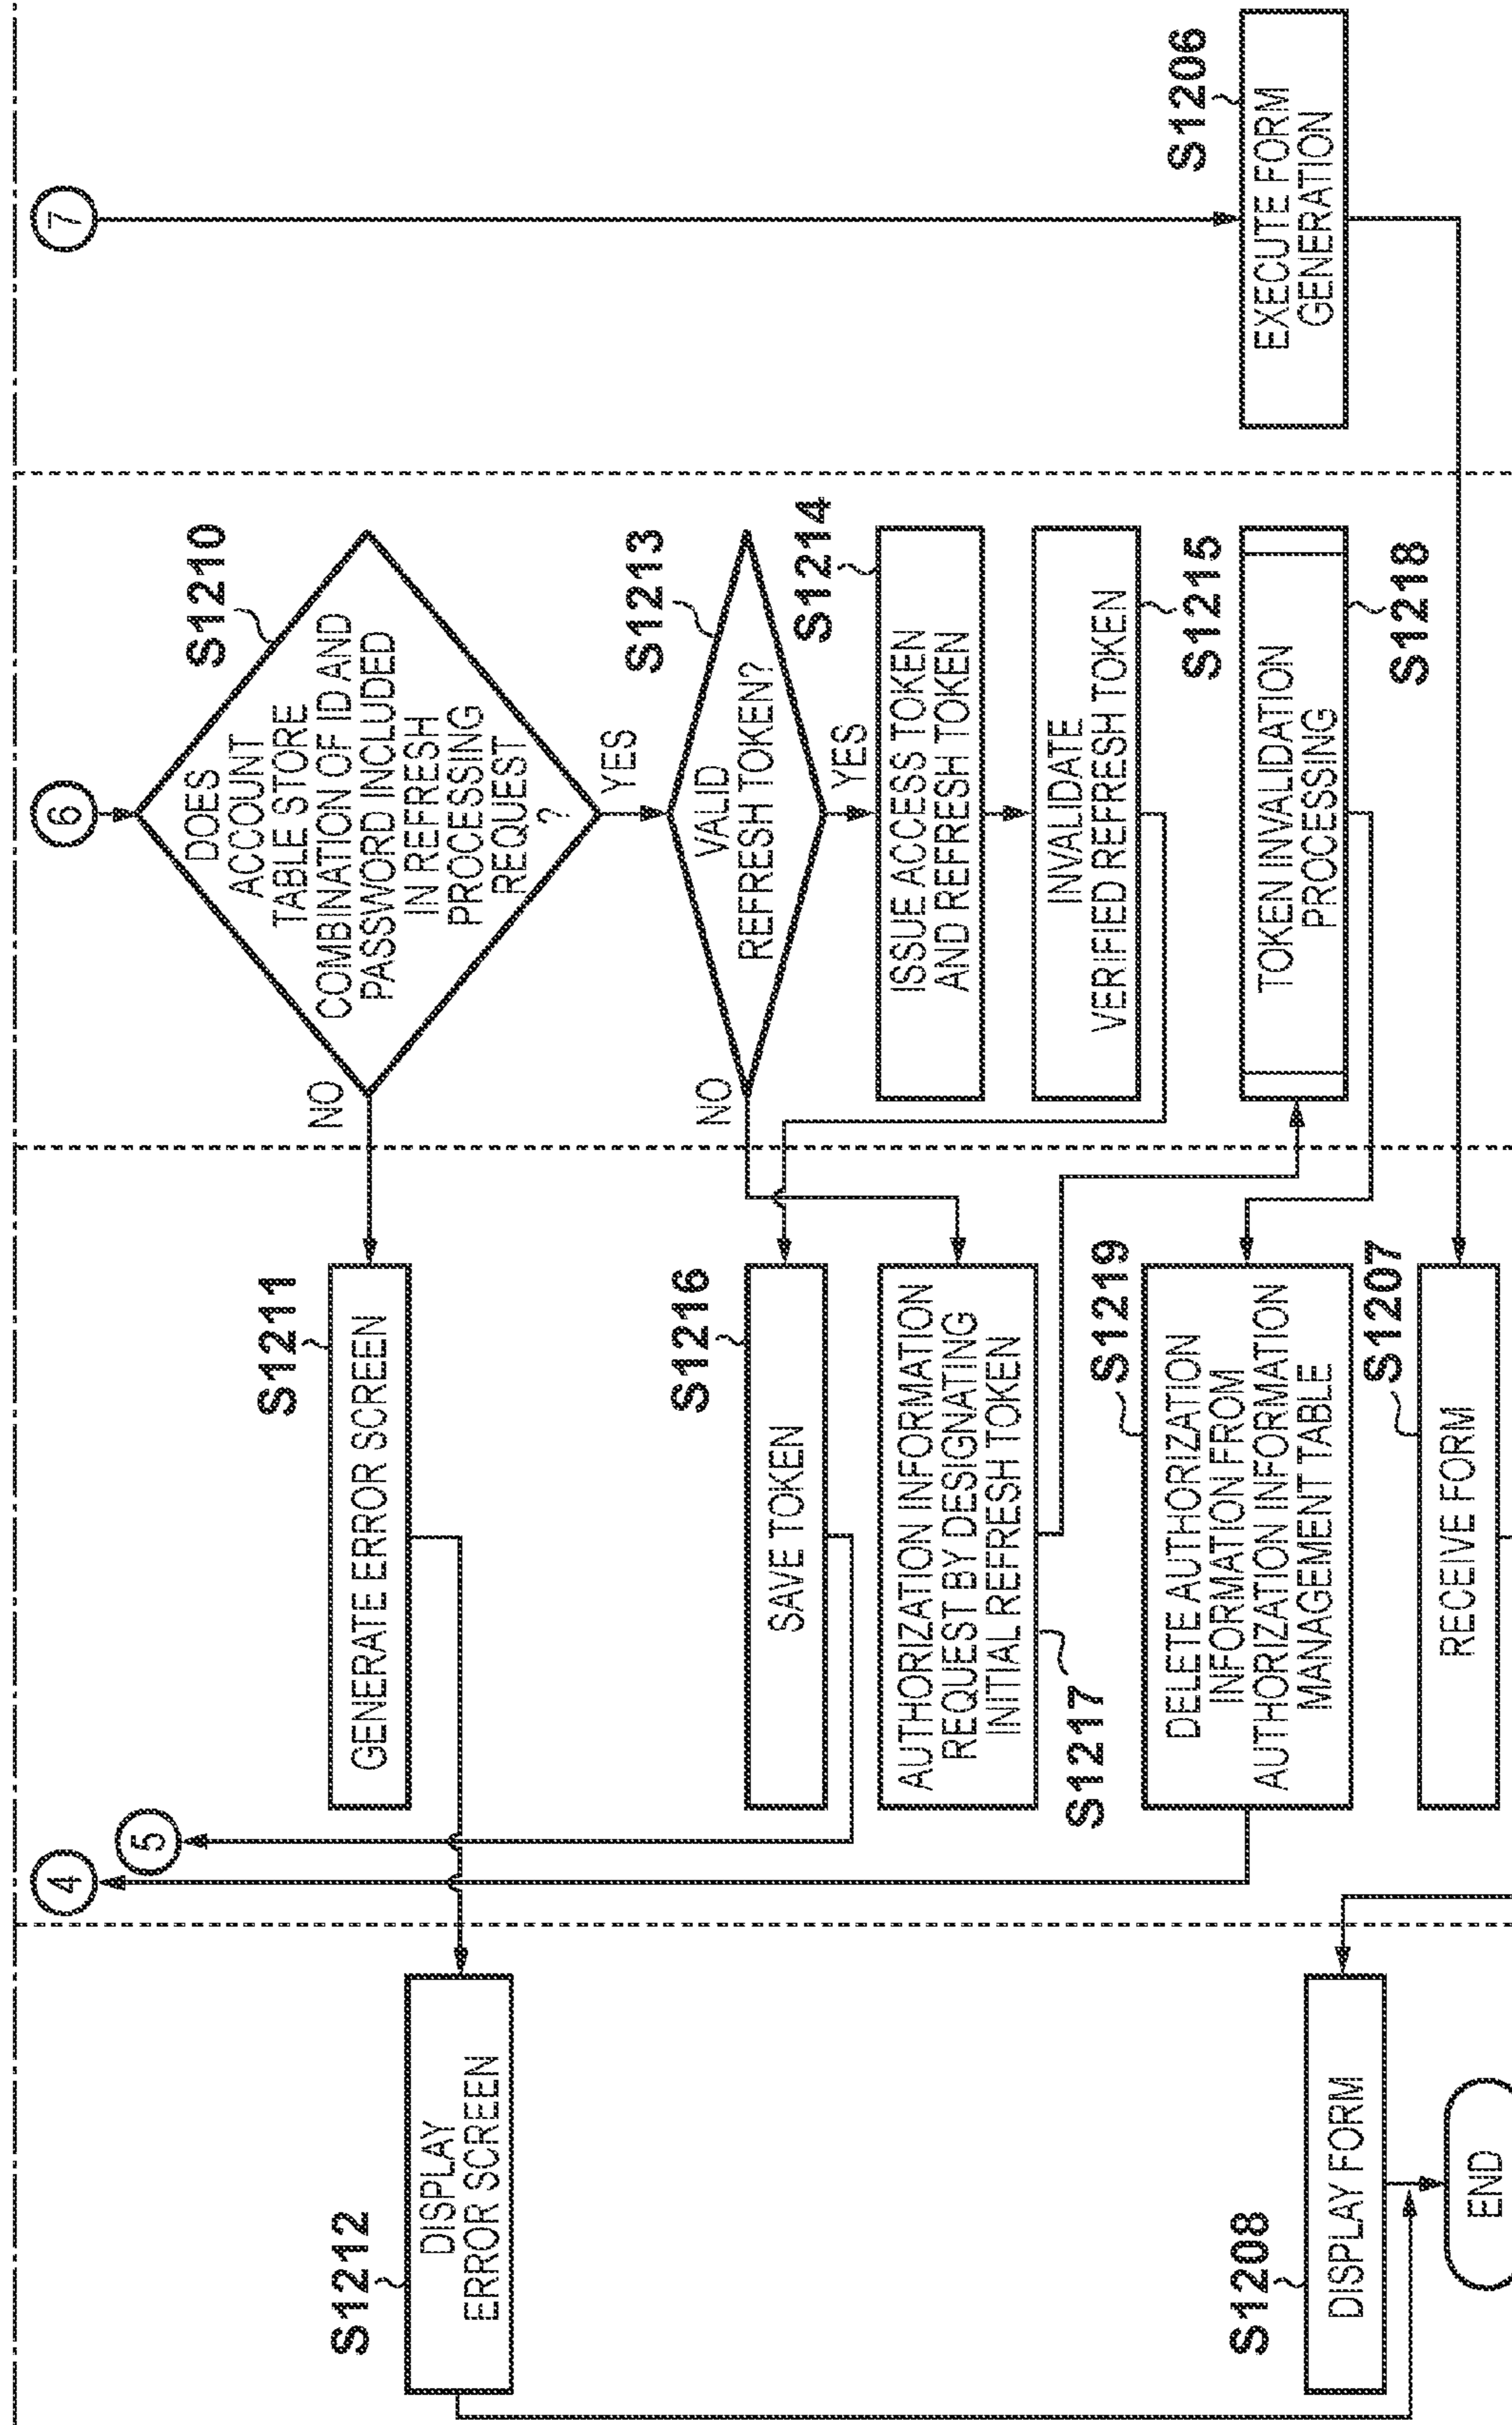 4
5
6
7
DOES
ACCOUNT
TABLE STORE
COMBINATION OF ID AND
PASSWORD INCLUDED
IN REFRESH
PROCESSING
REQUEST
?
S1210
NO
YES
GENERATE ERROR SCREEN
S1211
DISPLAY
ERROR SCREEN
S1212
VALID
REFRESH TOKEN?
S1213
NO
YES
ISSUE ACCESS TOKEN
AND REFRESH TOKEN
S1214
INVALIDATE
VERIFIED REFRESH TOKEN
S1215
SAVE TOKEN
S1216
AUTHORIZATION INFORMATION
REQUEST BY DESIGNATING
INITIAL REFRESH TOKEN
S1217
TOKEN INVALIDATION
PROCESSING
S1218
DELETE AUTHORIZATION
INFORMATION FROM
AUTHORIZATION INFORMATION
MANAGEMENT TABLE
S1219
EXECUTE FORM
GENERATION
S1206
RECEIVE FORM
S1207
DISPLAY FORM
S1208
END